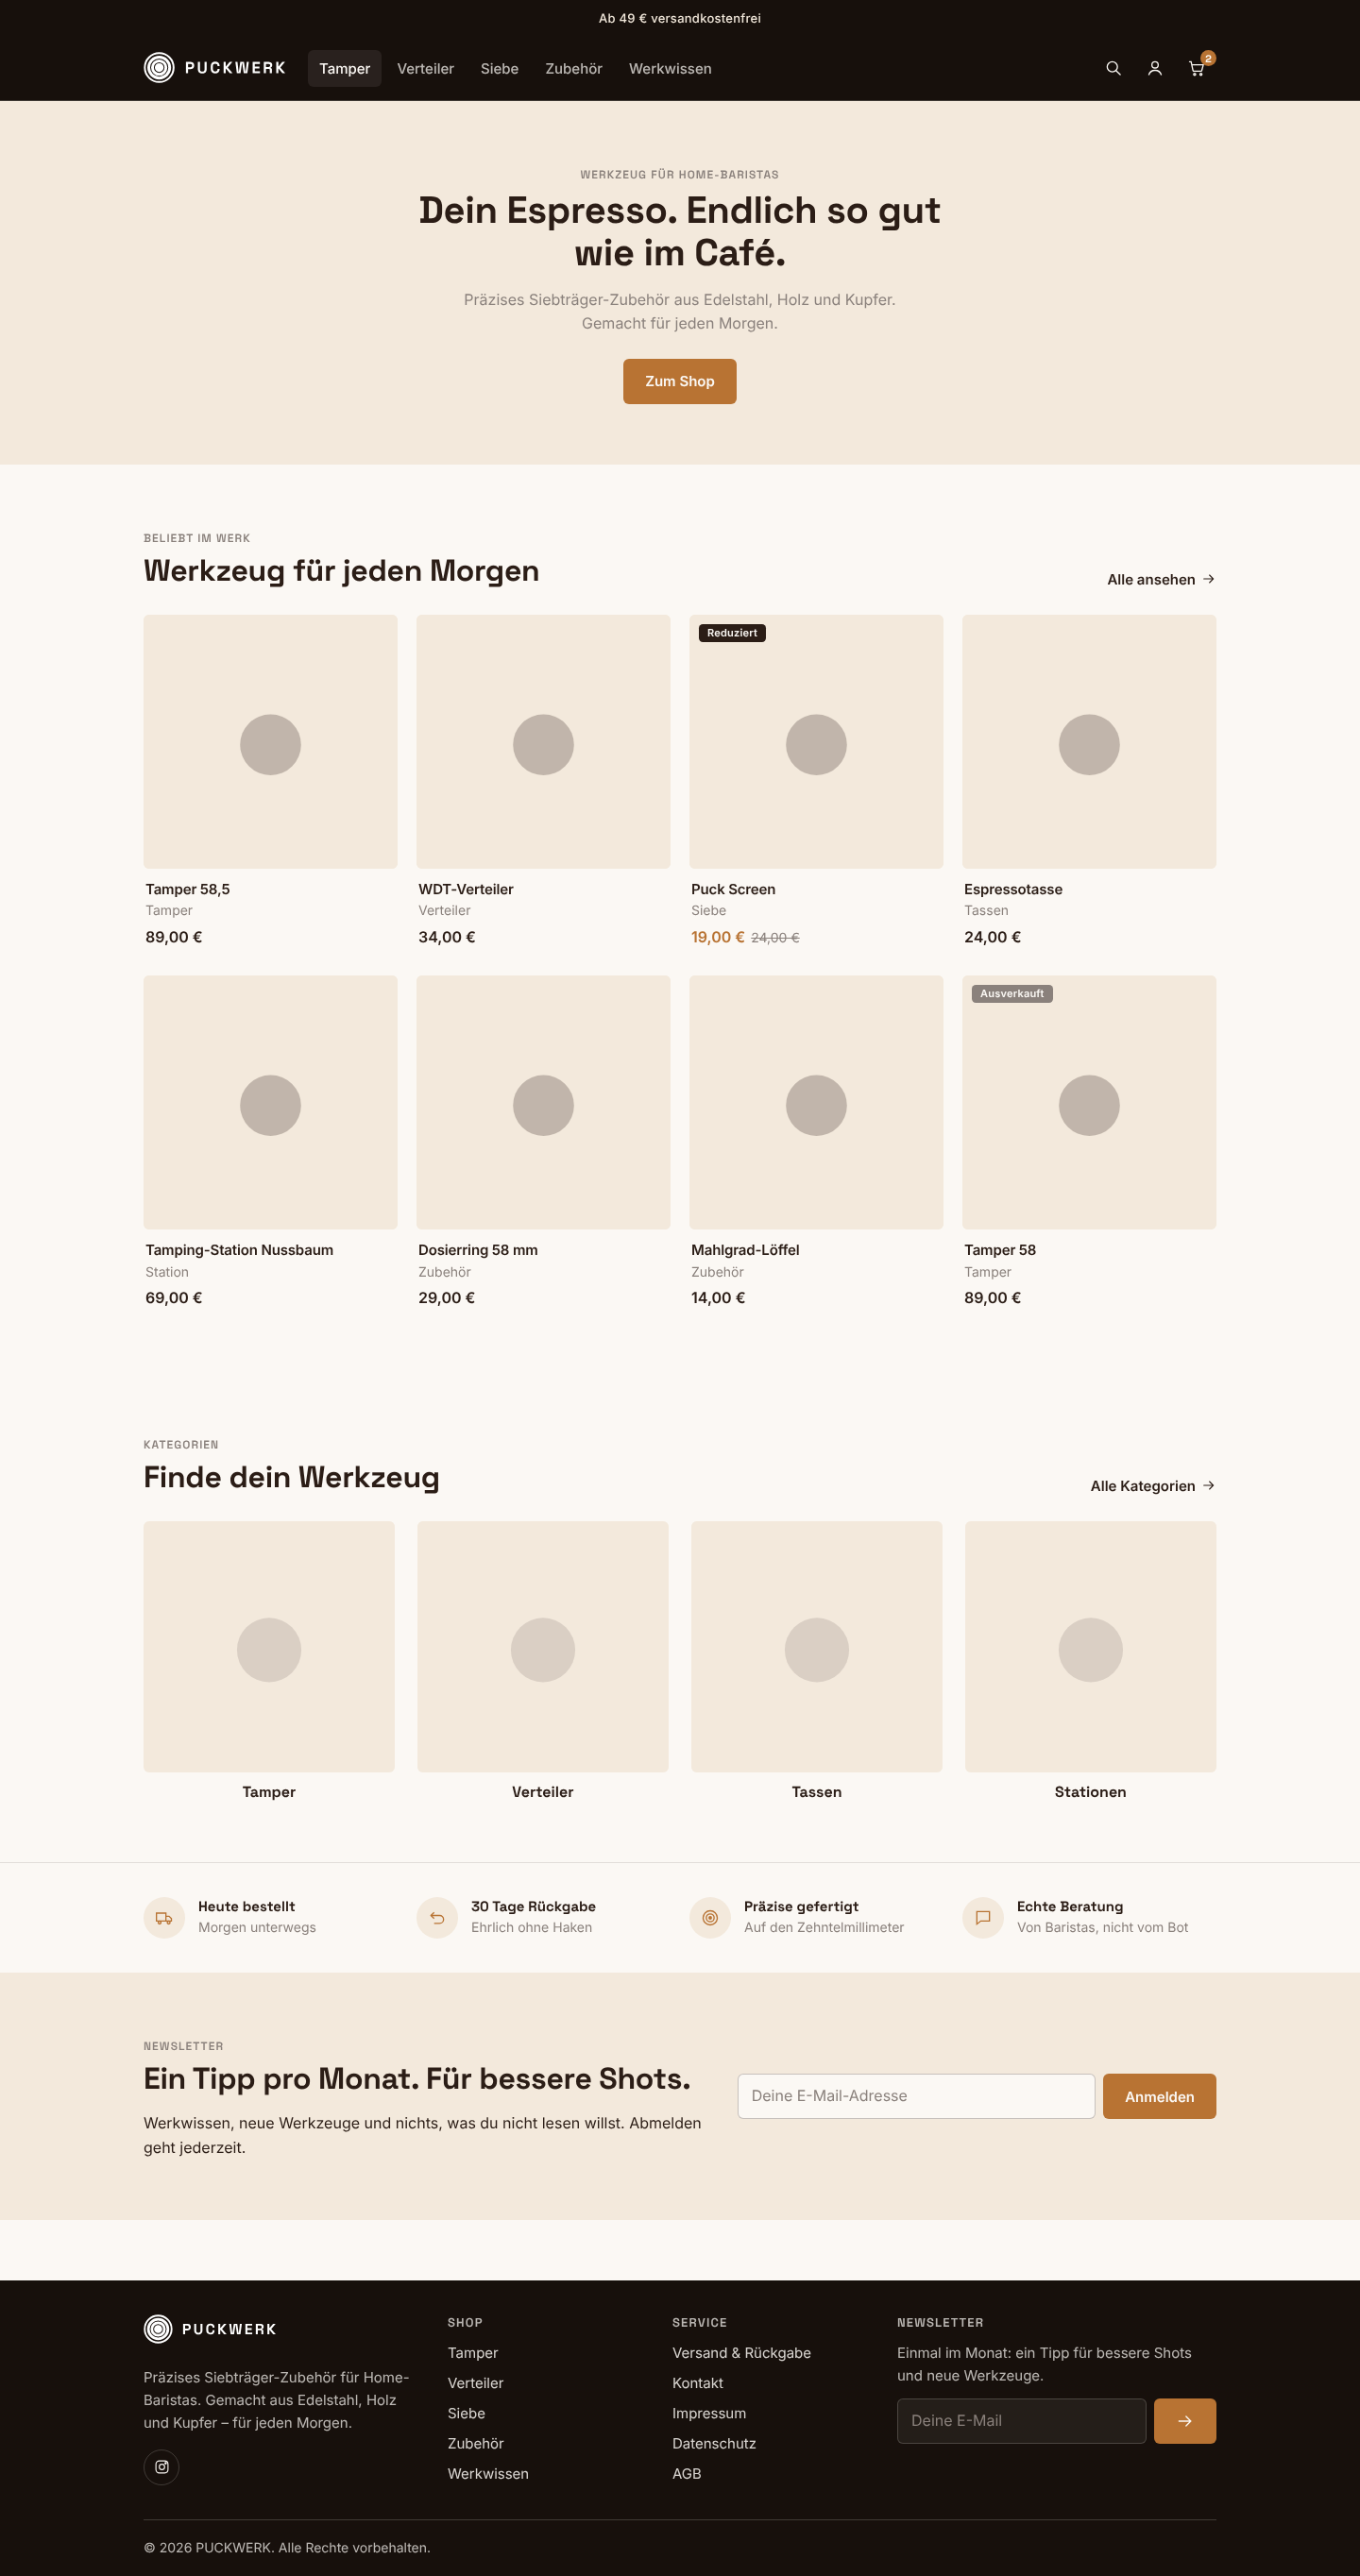 Ab 49 € versandkostenfrei
PUCKWERK
Tamper
Verteiler
Siebe
Zubehör
Werkwissen
2
WERKZEUG FÜR HOME-BARISTAS
Dein Espresso. Endlich so gut
wie im Café.
Präzises Siebträger-Zubehör aus Edelstahl, Holz und Kupfer.
Gemacht für jeden Morgen.
Zum Shop
BELIEBT IM WERK
Werkzeug für jeden Morgen
Alle ansehen →
Reduziert
Tamper 58,5
Tamper
89,00 €
WDT-Verteiler
Verteiler
34,00 €
Puck Screen
Siebe
19,00 € 24,00 €
Espressotasse
Tassen
24,00 €
Ausverkauft
Tamping-Station Nussbaum
Station
69,00 €
Dosierring 58 mm
Zubehör
29,00 €
Mahlgrad-Löffel
Zubehör
14,00 €
Tamper 58
Tamper
89,00 €
KATEGORIEN
Finde dein Werkzeug
Alle Kategorien →
Tamper
Verteiler
Tassen
Stationen
Heute bestellt
Morgen unterwegs
30 Tage Rückgabe
Ehrlich ohne Haken
Präzise gefertigt
Auf den Zehntelmillimeter
Echte Beratung
Von Baristas, nicht vom Bot
NEWSLETTER
Ein Tipp pro Monat. Für bessere Shots.
Werkwissen, neue Werkzeuge und nichts, was du nicht lesen willst. Abmelden
geht jederzeit.
Deine E-Mail-Adresse
Anmelden
PUCKWERK
Präzises Siebträger-Zubehör für Home-
Baristas. Gemacht aus Edelstahl, Holz
und Kupfer – für jeden Morgen.
SHOP
Tamper
Verteiler
Siebe
Zubehör
Werkwissen
SERVICE
Versand & Rückgabe
Kontakt
Impressum
Datenschutz
AGB
NEWSLETTER
Einmal im Monat: ein Tipp für bessere Shots
und neue Werkzeuge.
Deine E-Mail
→
© 2026 PUCKWERK. Alle Rechte vorbehalten.